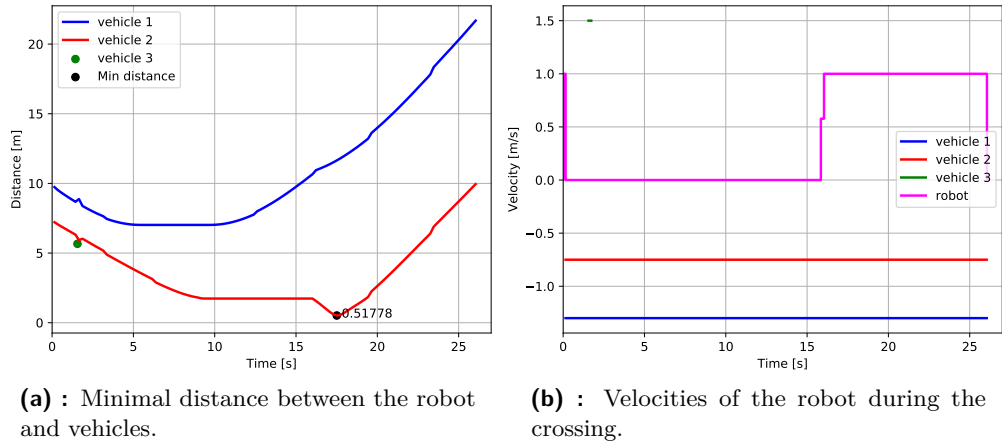 vehicle 1
vehicle 2
vehicle 3
Min distance
20
15
10
5
0
Distance [m]
0.51778
0 5 10 15 20 25
Time [s]
1.5
1.0
0.5
0.0
−0.5
−1.0
Velocity [m/s]
vehicle 1
vehicle 2
vehicle 3
robot
0 5 10 15 20 25
Time [s]
(a) : Minimal distance between the robot
and vehicles.
(b) : Velocities of the robot during the
crossing.